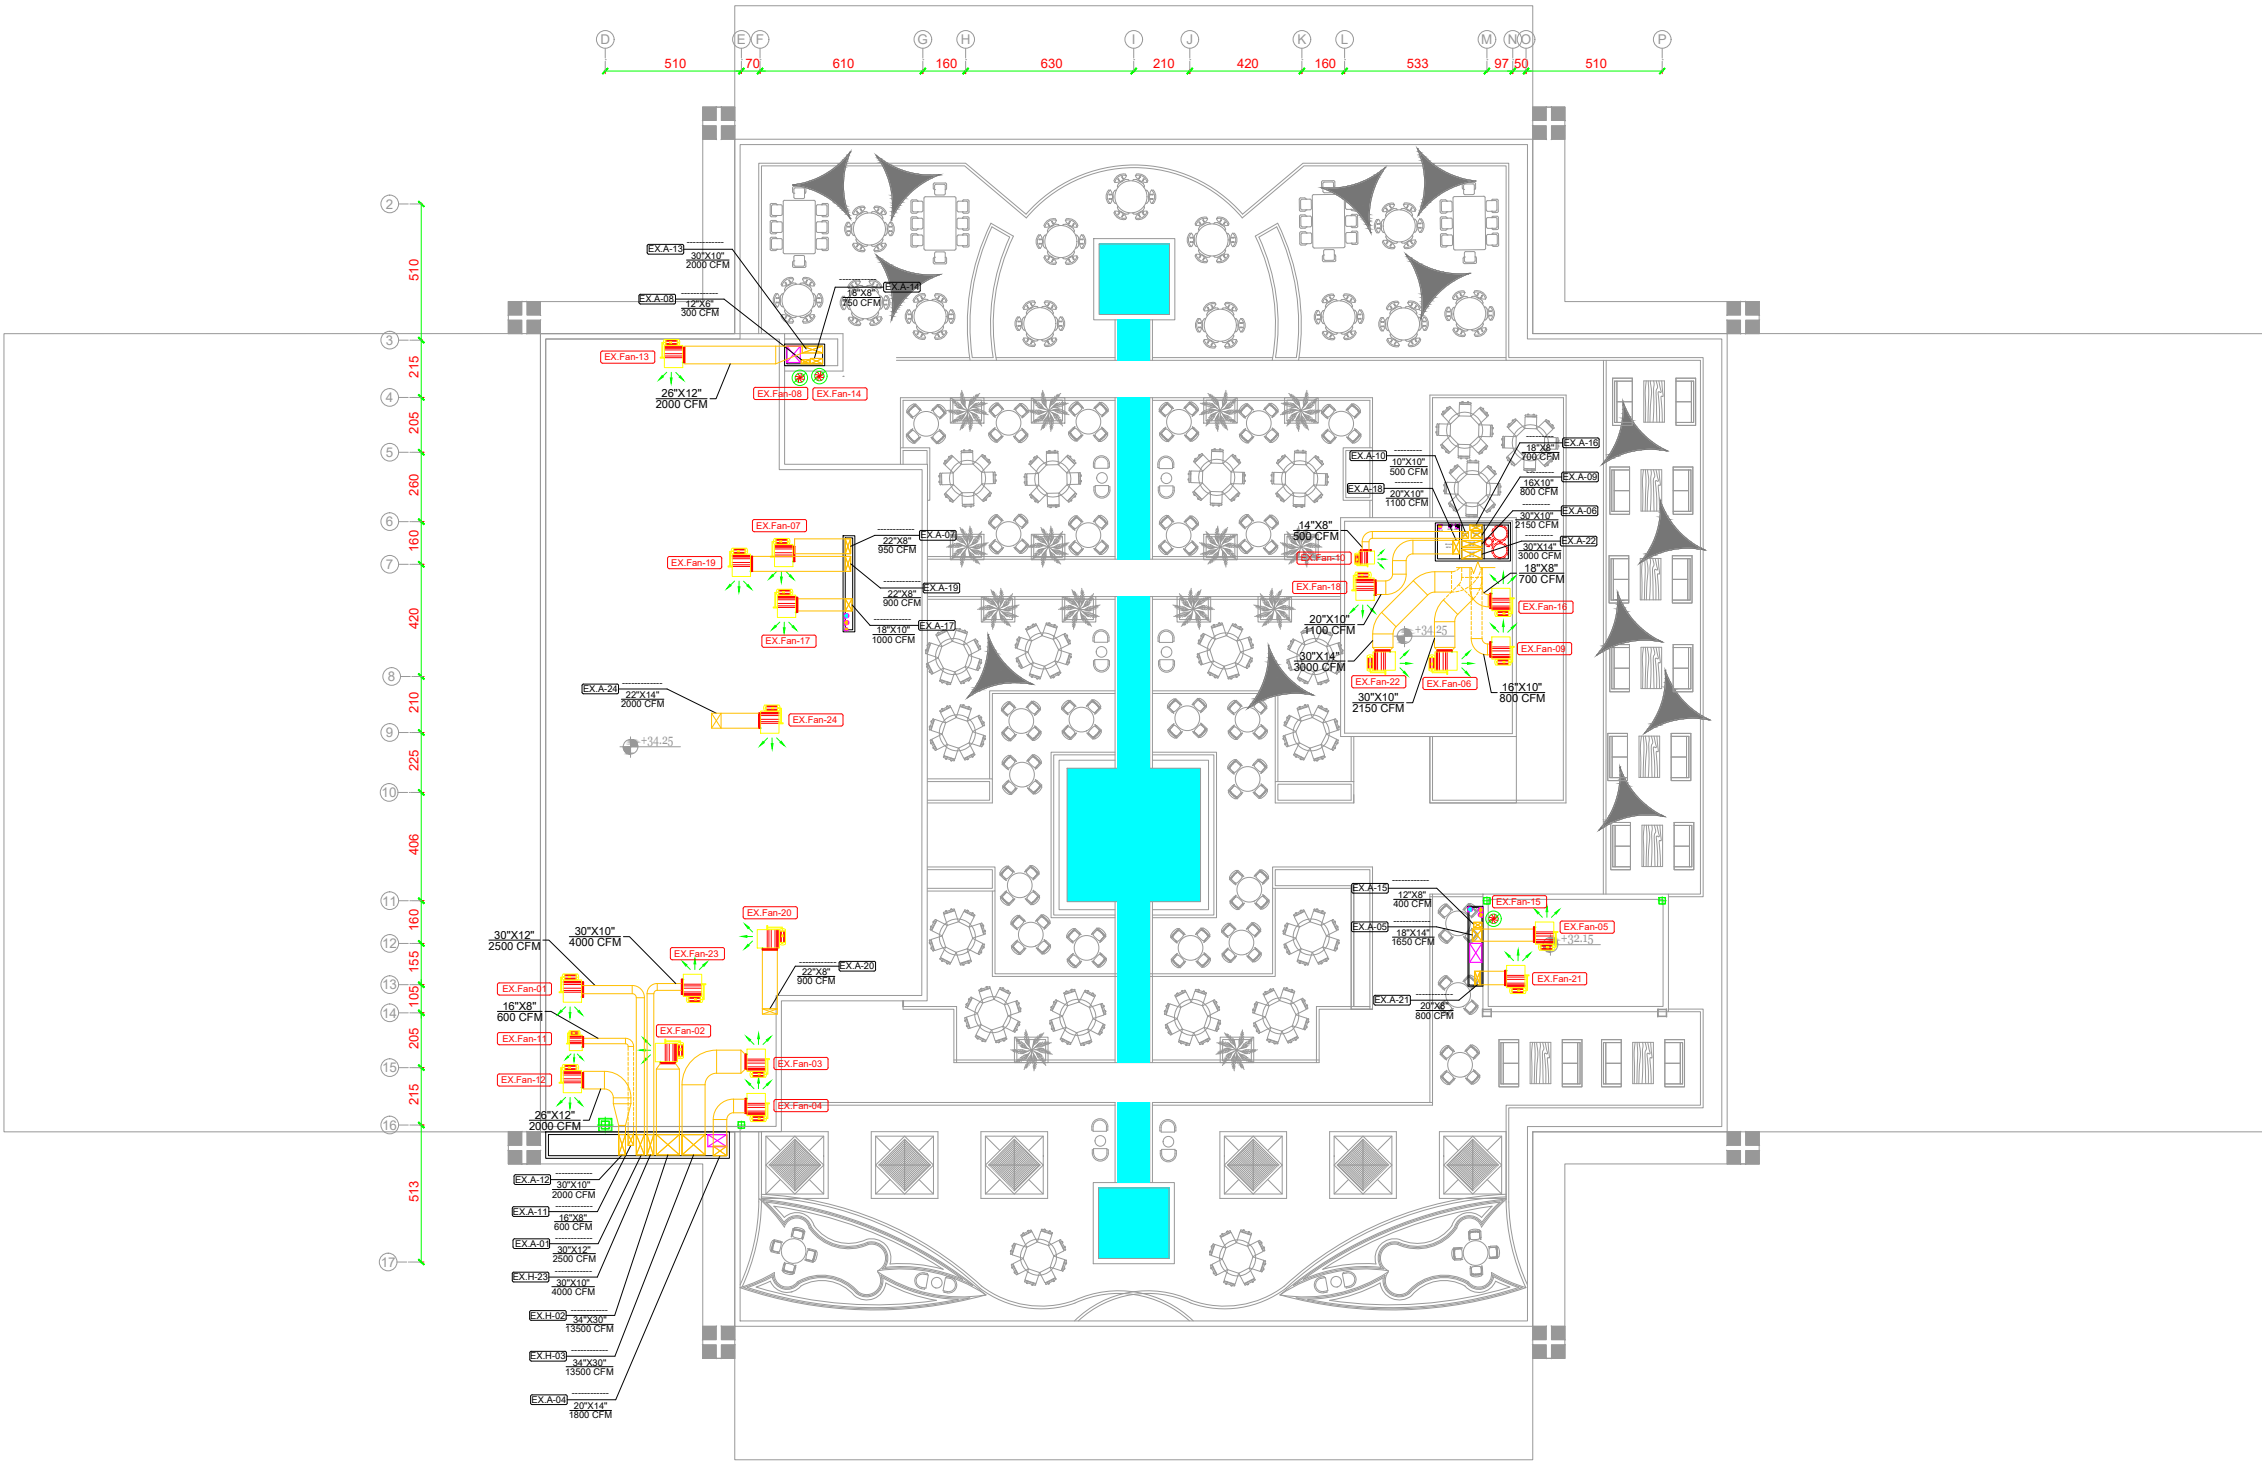 D E F G H I J K L M N O P
510 70 610 160 630 210 420 160 533 97 50 510
2
510
3
215
4
205
5
260
6
160
7
420
8
210
9
225
10
406
11
160
12
155
13
105
14
205
15
215
16
513
17
EX.A-13
30"X10"
2000 CFM
EX.A-08
12"X6"
300 CFM
EX.A-14
18"X8"
750 CFM
EX.Fan-13
26"X12"
2000 CFM
EX.Fan-08
EX.Fan-14
EX.Fan-07
EX.A-07
22"X8"
950 CFM
EX.Fan-19
EX.A-19
22"X8"
900 CFM
EX.A-17
18"X10"
1000 CFM
EX.Fan-17
EX.A-24
22"X14"
2000 CFM
EX.Fan-24
+34.25
EX.A-16
18"X8"
700 CFM
EX.A-10
10"X10"
500 CFM
EX.A-09
16X10"
800 CFM
EX.A-18
20"X10"
1100 CFM
EX.A-06
30"X10"
2150 CFM
14"X8"
500 CFM
EX.A-22
30"X14"
3000 CFM
EX.Fan-10
18"X8"
700 CFM
EX.Fan-18
EX.Fan-16
20"X10"
1100 CFM
+34.25
EX.Fan-09
30"X14"
3000 CFM
EX.Fan-22
EX.Fan-06
16"X10"
800 CFM
30"X10"
2150 CFM
EX.A-15
12"X8"
400 CFM
EX.Fan-15
EX.A-05
18"X14"
1650 CFM
EX.Fan-05
+32.15
EX.Fan-21
EX.A-21
20"X8"
800 CFM
EX.Fan-20
30"X12"
2500 CFM
30"X10"
4000 CFM
EX.Fan-23
EX.A-20
22"X8"
900 CFM
EX.Fan-01
16"X8"
600 CFM
EX.Fan-02
EX.Fan-11
EX.Fan-03
EX.Fan-12
EX.Fan-04
26"X12"
2000 CFM
EX.A-12
30"X10"
2000 CFM
EX.A-11
16"X8"
600 CFM
EX.A-01
30"X12"
2500 CFM
EX.H-23
30"X10"
4000 CFM
EX.H-02
34"X30"
13500 CFM
EX.H-03
34"X30"
13500 CFM
EX.A-04
20"X14"
1800 CFM